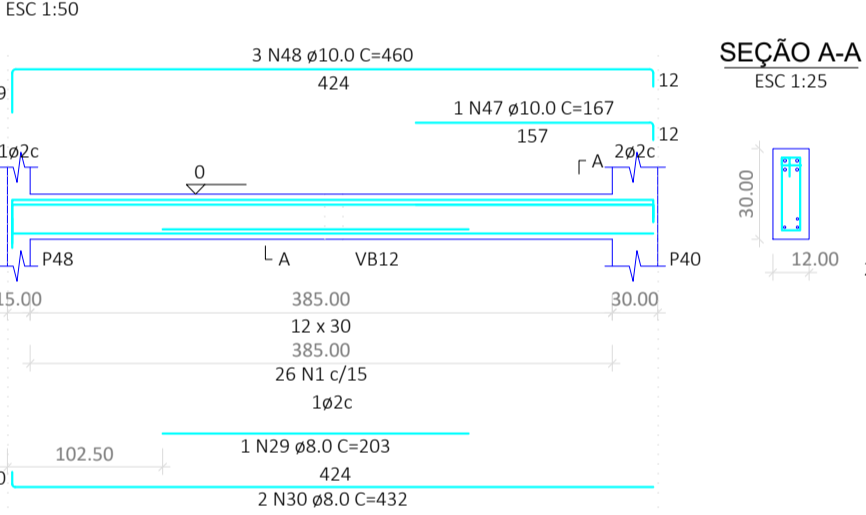 ESC 1:50
SEÇÃO A-A
ESC 1:25
3 N48 ø10.0 C=460
424
12
1 N47 ø10.0 C=167
157
12
1ø2c
2ø2c
A
0
30.00
A
VB12
P48
P40
12.00
15.00
385.00
30.00
12 x 30
385.00
26 N1 c/15
1ø2c
1 N29 ø8.0 C=203
102.50
424
2 N30 ø8.0 C=432